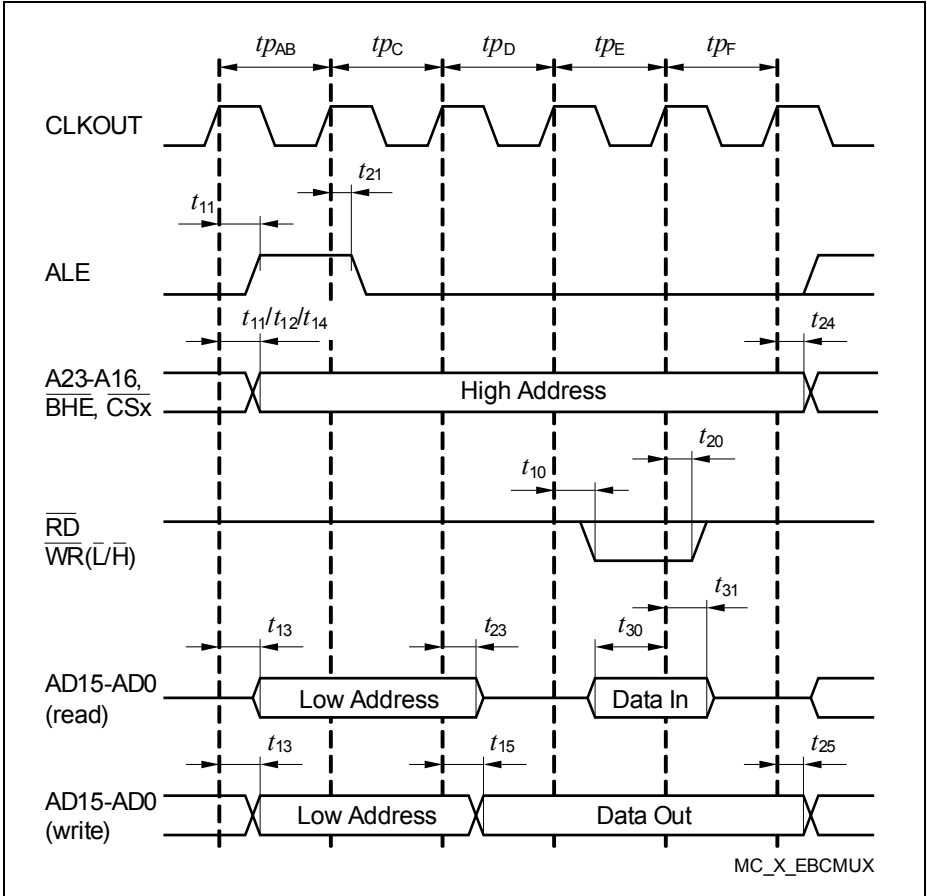 tpAB tpC tpD tpE tpF
CLKOUT
t21
t11
ALE
t11/t12/t14 t24
A23-A16,
BHE, CSx High Address
t20
t10
RD
WR(L/H)
t31
t13 t23 t30
AD15-AD0
(read) Low Address Data In
t13 t15 t25
AD15-AD0
(write) Low Address Data Out
MC_X_EBCMUX